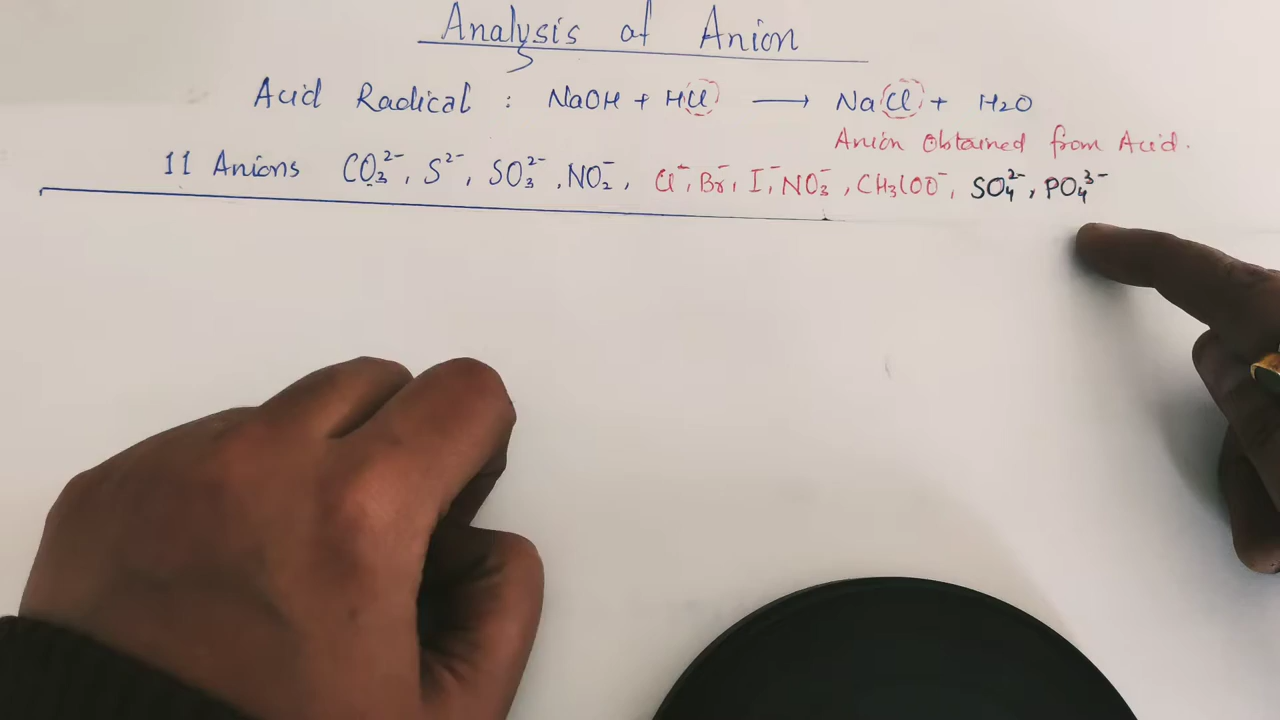 Analysis of Anion
Acid Radical : NaOH + HCl ⟶ NaCl + H2O
Anion Obtained from Acid.
11 Anions CO₃²⁻, S²⁻, SO₃²⁻, NO₂⁻, Cl⁻, Br⁻, I⁻, NO₃⁻, CH₃COO⁻, SO₄²⁻, PO₄³⁻